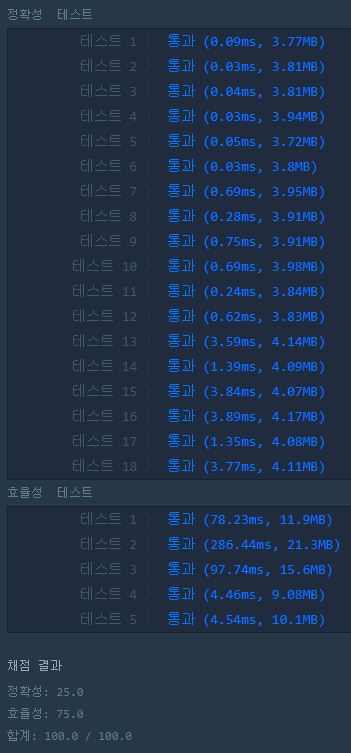 정확성 테스트
테스트 1 〉 통과 (0.09ms, 3.77MB)
테스트 2 〉 통과 (0.03ms, 3.81MB)
테스트 3 〉 통과 (0.04ms, 3.81MB)
테스트 4 〉 통과 (0.03ms, 3.94MB)
테스트 5 〉 통과 (0.05ms, 3.72MB)
테스트 6 〉 통과 (0.03ms, 3.8MB)
테스트 7 〉 통과 (0.69ms, 3.95MB)
테스트 8 〉 통과 (0.28ms, 3.91MB)
테스트 9 〉 통과 (0.75ms, 3.91MB)
테스트 10 〉 통과 (0.69ms, 3.98MB)
테스트 11 〉 통과 (0.24ms, 3.84MB)
테스트 12 〉 통과 (0.62ms, 3.83MB)
테스트 13 〉 통과 (3.59ms, 4.14MB)
테스트 14 〉 통과 (1.39ms, 4.09MB)
테스트 15 〉 통과 (3.84ms, 4.07MB)
테스트 16 〉 통과 (3.89ms, 4.17MB)
테스트 17 〉 통과 (1.35ms, 4.08MB)
테스트 18 〉 통과 (3.77ms, 4.11MB)
효율성 테스트
테스트 1 〉 통과 (78.23ms, 11.9MB)
테스트 2 〉 통과 (286.44ms, 21.3MB)
테스트 3 〉 통과 (97.74ms, 15.6MB)
테스트 4 〉 통과 (4.46ms, 9.08MB)
테스트 5 〉 통과 (4.54ms, 10.1MB)
채점 결과
정확성: 25.0
효율성: 75.0
합계: 100.0 / 100.0